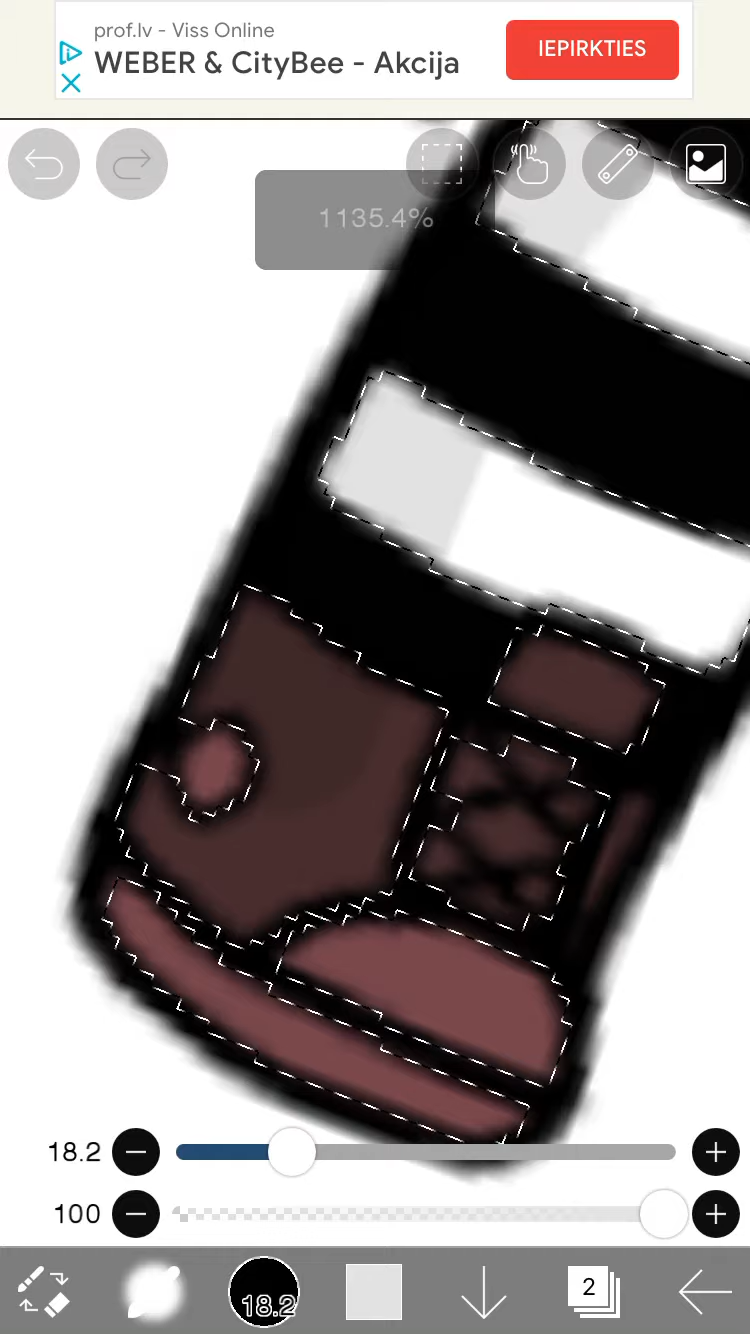 prof.lv - Viss Online
WEBER & CityBee - Akcija
IEPIRKTIES
1135.4%
18.2
100
18.2
2